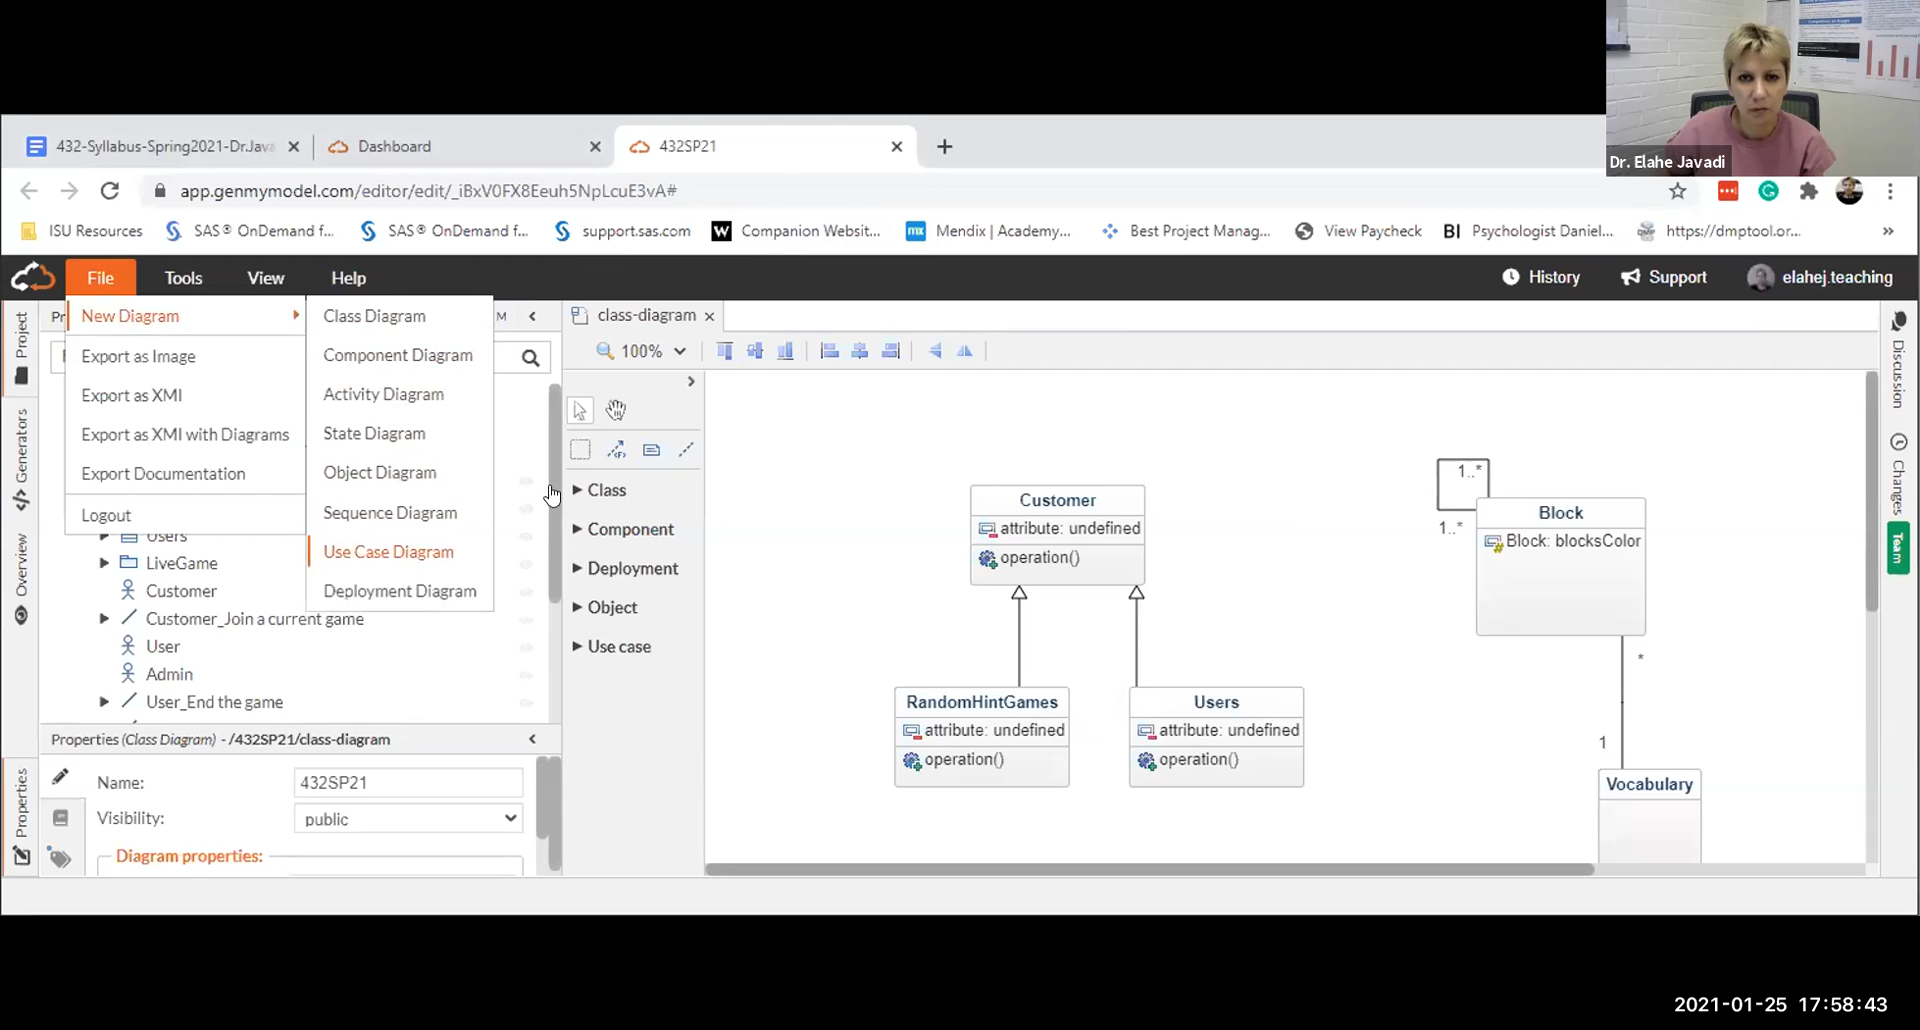 Dr. Elahe Javadi
432-Syllabus-Spring2021-Dr.Java
Dashboard
432SP21
app.genmymodel.com/editor/edit/_iBxV0FX8Eeuh5NpLcuE3vA#
ISU Resources
SAS® OnDemand f...
SAS® OnDemand f...
support.sas.com
W
Companion Websit...
mx
Mendix | Academy...
Best Project Manag...
View Paycheck
BI
Psychologist Daniel...
https://dmptool.or...
»
File
Tools
View
Help
History
Support
elahej.teaching
Project
Generators
Overview
Properties
Pr
M
New Diagram
Export as Image
Export as XMI
Export as XMI with Diagrams
Export Documentation
Logout
Class Diagram
Component Diagram
Activity Diagram
State Diagram
Object Diagram
Sequence Diagram
Use Case Diagram
Deployment Diagram
Users
LiveGame
Customer
Customer_Join a current game
User
Admin
User_End the game
Properties (Class Diagram) - /432SP21/class-diagram
Name:
432SP21
Visibility:
public
Diagram properties:
class-diagram
100%
Class
Component
Deployment
Object
Use case
Customer
attribute: undefined
operation()
RandomHintGames
attribute: undefined
operation()
Users
attribute: undefined
operation()
1..*
1..*
Block
Block: blocksColor
*
1
Vocabulary
Discussion
Changes
Team
2021-01-25 17:58:43